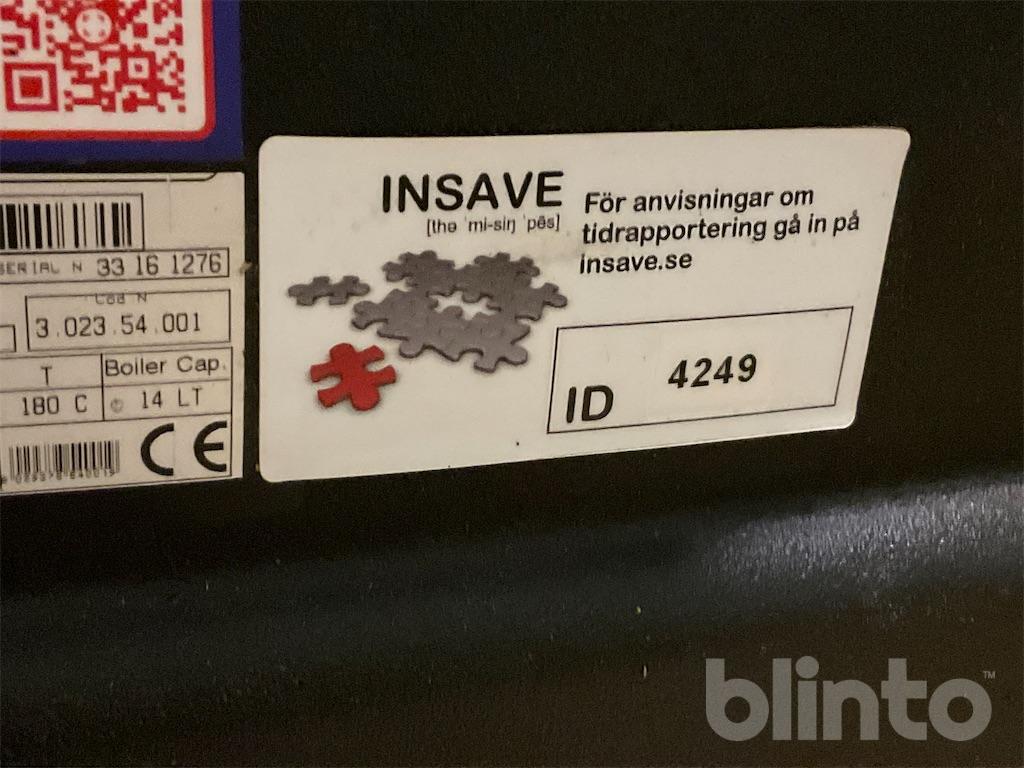 INSAVE
[thə ˈmi-siŋ ˈpēs]
För anvisningar om
tidrapportering gå in på
insave.se
ID 4249
SERIAL N 33 16 1276
Cod N
3.023.54.001
T
Boiler Cap.
180 C
14 LT
CE
blinto™